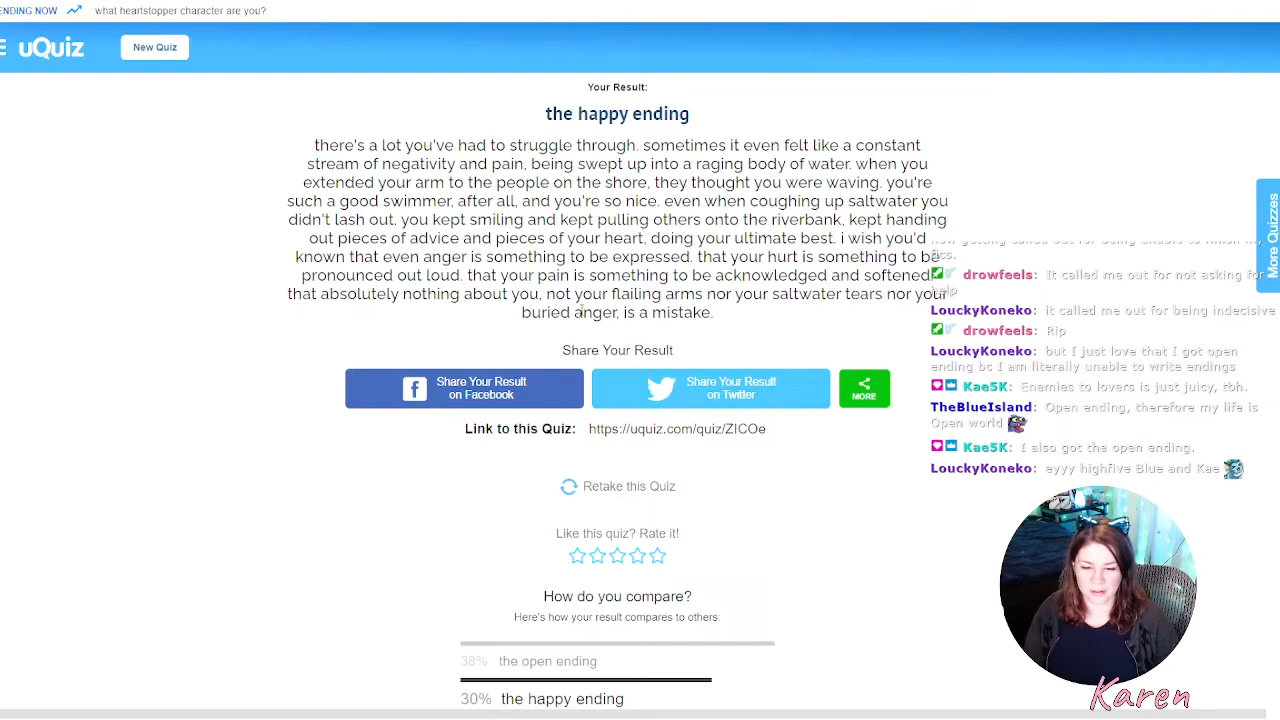 ENDING NOW what heartstopper character are you?
uQuiz
New Quiz
Your Result:
the happy ending
there's a lot you've had to struggle through. sometimes it even felt like a constant
stream of negativity and pain, being swept up into a raging body of water. when you
extended your arm to the people on the shore, they thought you were waving. you're
such a good swimmer, after all, and you're so nice. even when coughing up saltwater you
didn't lash out. you kept smiling and kept pulling others onto the riverbank, kept handing
out pieces of advice and pieces of your heart, doing your ultimate best. i wish you'd
known that even anger is something to be expressed. that your hurt is something to be
pronounced out loud. that your pain is something to be acknowledged and softened.
that absolutely nothing about you, not your flailing arms nor your saltwater tears nor your
buried anger, is a mistake.
Share Your Result
Share Your Result
on Facebook
Share Your Result
on Twitter
MORE
Link to this Quiz: https://uquiz.com/quiz/ZICOe
Retake this Quiz
Like this quiz? Rate it!
How do you compare?
Here's how your result compares to others:
38% the open ending
30% the happy ending
More Quizzes
now getting called out for being unable to finish my
fics.
drowfeels: It called me out for not asking for
help
LouckyKoneko: it called me out for being indecisive
drowfeels: Rip
LouckyKoneko: but I just love that I got open
ending bc I am literally unable to write endings
Kae5K: Enemies to lovers is just juicy, tbh.
TheBlueIsland: Open ending, therefore my life is
Open world
Kae5K: I also got the open ending.
LouckyKoneko: eyyy highfive Blue and Kae
Karen